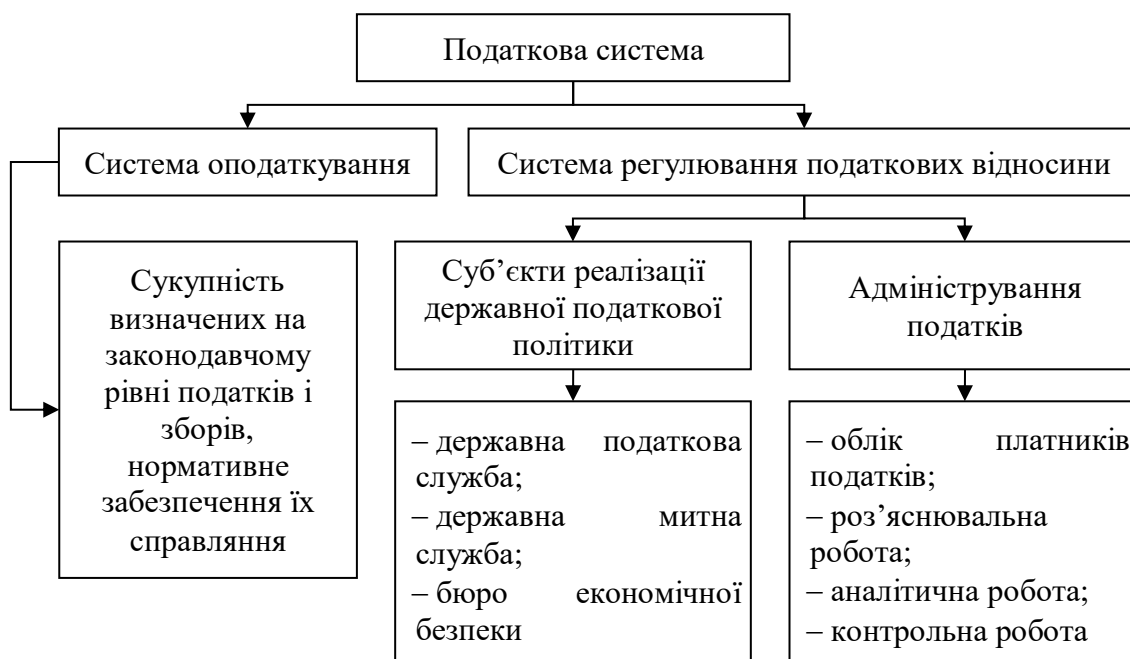 Податкова система
Система оподаткування
Система регулювання податкових відносини
Сукупність
визначених на
законодавчому
рівні податків і
зборів,
нормативне
забезпечення їх
справляння
Суб’єкти реалізації
державної податкової
політики
Адміністрування
податків
– державна податкова
служба;
– державна митна
служба;
– бюро економічної
безпеки
– облік платників
податків;
– роз’яснювальна
робота;
– аналітична робота;
– контрольна робота